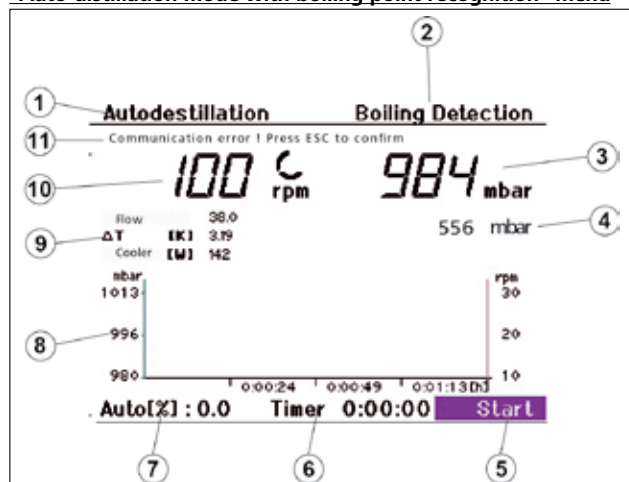 "Auto-distillation mode with boiling point recognition" menu
2
1
Autodestillation Boiling Detection
11
Communication error ! Press ESC to confirm
3
10
100 rpm 984 mbar
Flow 38.0
556 mbar
4
9
ΔT [K] 3.19
Cooler [W] 142
mbar rpm
1013 30
8
996 20
980 10
0:00:24 0:00:49 0:01:13[h]
Auto[%] : 0.0 Timer 0:00:00 Start
7 6 5